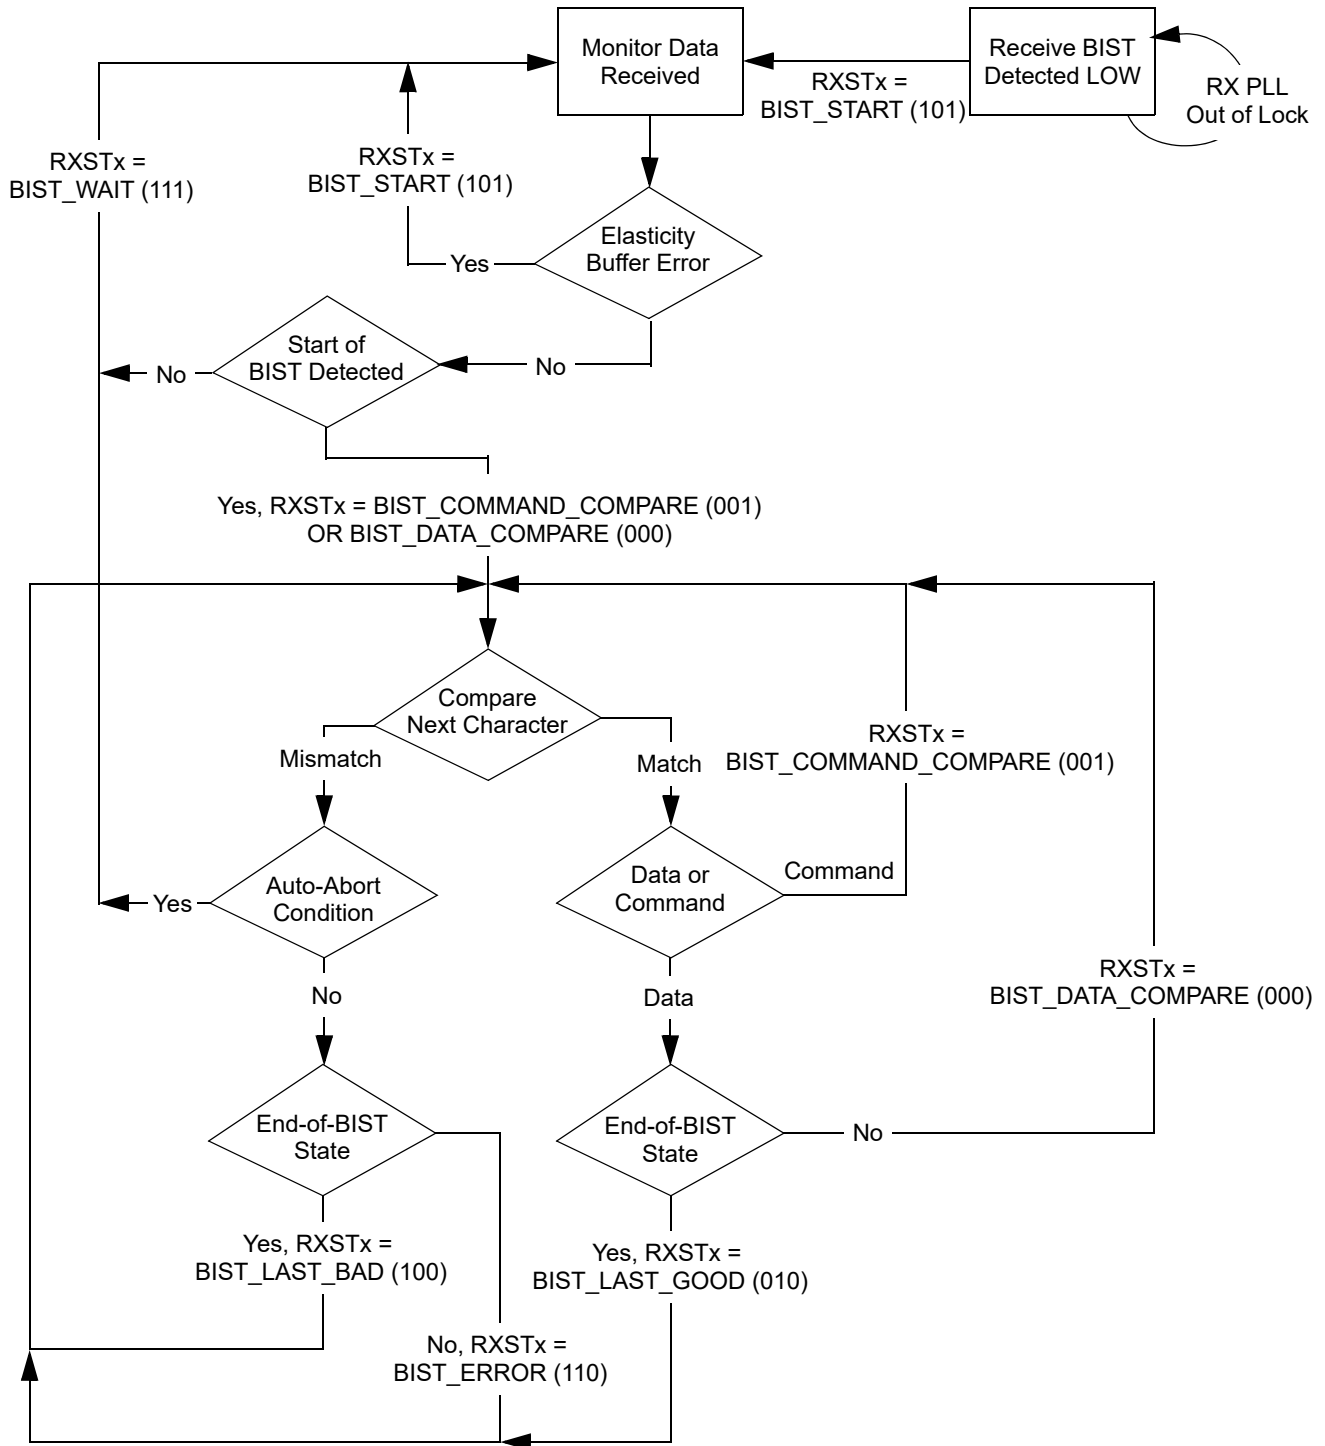 Monitor Data
Received
Receive BIST
Detected LOW
RX PLL
Out of Lock
RXSTx =
BIST_START (101)
RXSTx =
BIST_WAIT (111)
RXSTx =
BIST_START (101)
Elasticity
Buffer Error
Yes
Start of
BIST Detected
No
No
Yes, RXSTx = BIST_COMMAND_COMPARE (001)
OR BIST_DATA_COMPARE (000)
Compare
Next Character
Mismatch
Match
RXSTx =
BIST_COMMAND_COMPARE (001)
Auto-Abort
Condition
Yes
Data or
Command
Command
No
Data
RXSTx =
BIST_DATA_COMPARE (000)
End-of-BIST
State
End-of-BIST
State
No
Yes, RXSTx =
BIST_LAST_BAD (100)
Yes, RXSTx =
BIST_LAST_GOOD (010)
No, RXSTx =
BIST_ERROR (110)